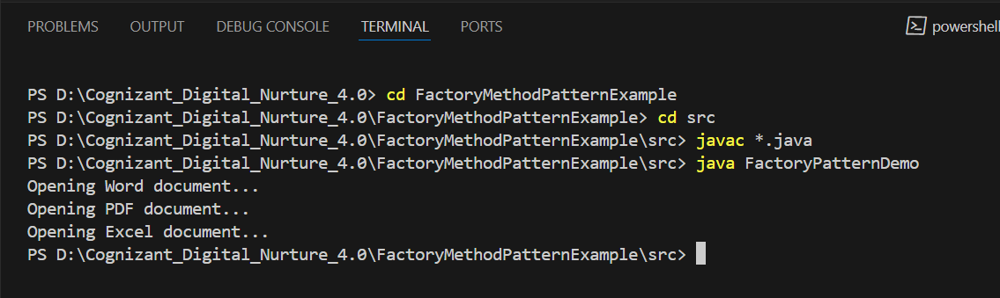 PROBLEMS OUTPUT DEBUG CONSOLE TERMINAL PORTS powershell
PS D:\Cognizant_Digital_Nurture_4.0> cd FactoryMethodPatternExample
PS D:\Cognizant_Digital_Nurture_4.0\FactoryMethodPatternExample> cd src
PS D:\Cognizant_Digital_Nurture_4.0\FactoryMethodPatternExample\src> javac *.java
PS D:\Cognizant_Digital_Nurture_4.0\FactoryMethodPatternExample\src> java FactoryPatternDemo
Opening Word document...
Opening PDF document...
Opening Excel document...
PS D:\Cognizant_Digital_Nurture_4.0\FactoryMethodPatternExample\src>